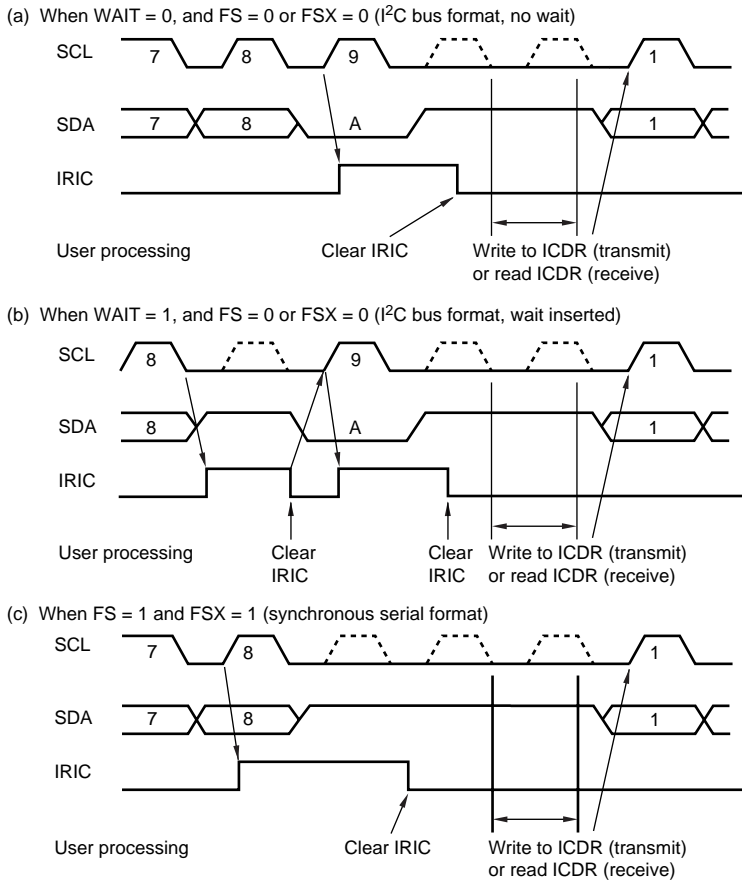 (a) When WAIT = 0, and FS = 0 or FSX = 0 (I²C bus format, no wait)
SCL 7 8 9 1
SDA 7 8 A 1
IRIC
User processing Clear IRIC Write to ICDR (transmit)
or read ICDR (receive)
(b) When WAIT = 1, and FS = 0 or FSX = 0 (I²C bus format, wait inserted)
SCL 8 9 1
SDA 8 A 1
IRIC
User processing Clear Clear Write to ICDR (transmit)
IRIC IRIC or read ICDR (receive)
(c) When FS = 1 and FSX = 1 (synchronous serial format)
SCL 7 8 1
SDA 7 8 1
IRIC
User processing Clear IRIC Write to ICDR (transmit)
or read ICDR (receive)